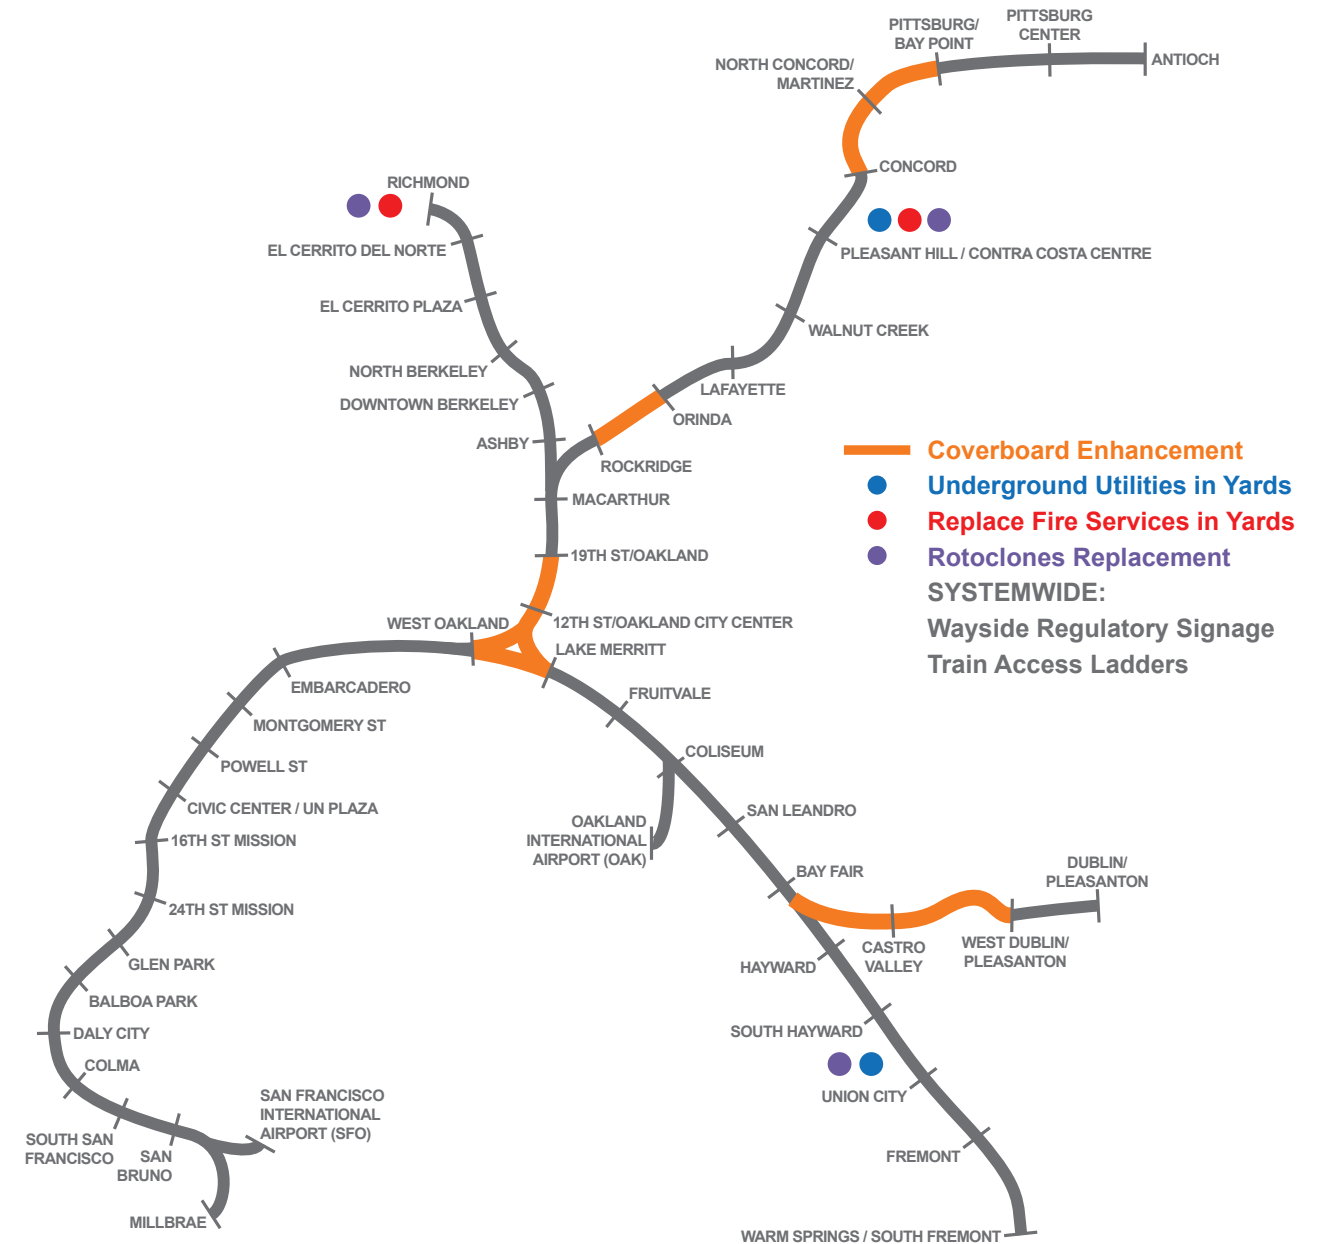 PITTSBURG/
BAY POINT
PITTSBURG
CENTER
ANTIOCH
NORTH CONCORD/
MARTINEZ
CONCORD
RICHMOND
EL CERRITO DEL NORTE
PLEASANT HILL / CONTRA COSTA CENTRE
EL CERRITO PLAZA
WALNUT CREEK
NORTH BERKELEY
DOWNTOWN BERKELEY
LAFAYETTE
ORINDA
ASHBY
ROCKRIDGE
MACARTHUR
Coverboard Enhancement
Underground Utilities in Yards
Replace Fire Services in Yards
Rotoclones Replacement
SYSTEMWIDE:
Wayside Regulatory Signage
Train Access Ladders
19TH ST/OAKLAND
WEST OAKLAND
12TH ST/OAKLAND CITY CENTER
LAKE MERRITT
EMBARCADERO
FRUITVALE
MONTGOMERY ST
COLISEUM
POWELL ST
CIVIC CENTER / UN PLAZA
SAN LEANDRO
OAKLAND
INTERNATIONAL
AIRPORT (OAK)
16TH ST MISSION
BAY FAIR
DUBLIN/
PLEASANTON
24TH ST MISSION
CASTRO
VALLEY
WEST DUBLIN/
PLEASANTON
GLEN PARK
HAYWARD
BALBOA PARK
DALY CITY
SOUTH HAYWARD
COLMA
UNION CITY
SAN FRANCISCO
INTERNATIONAL
AIRPORT (SFO)
SOUTH SAN
FRANCISCO
SAN
BRUNO
FREMONT
MILLBRAE
WARM SPRINGS / SOUTH FREMONT